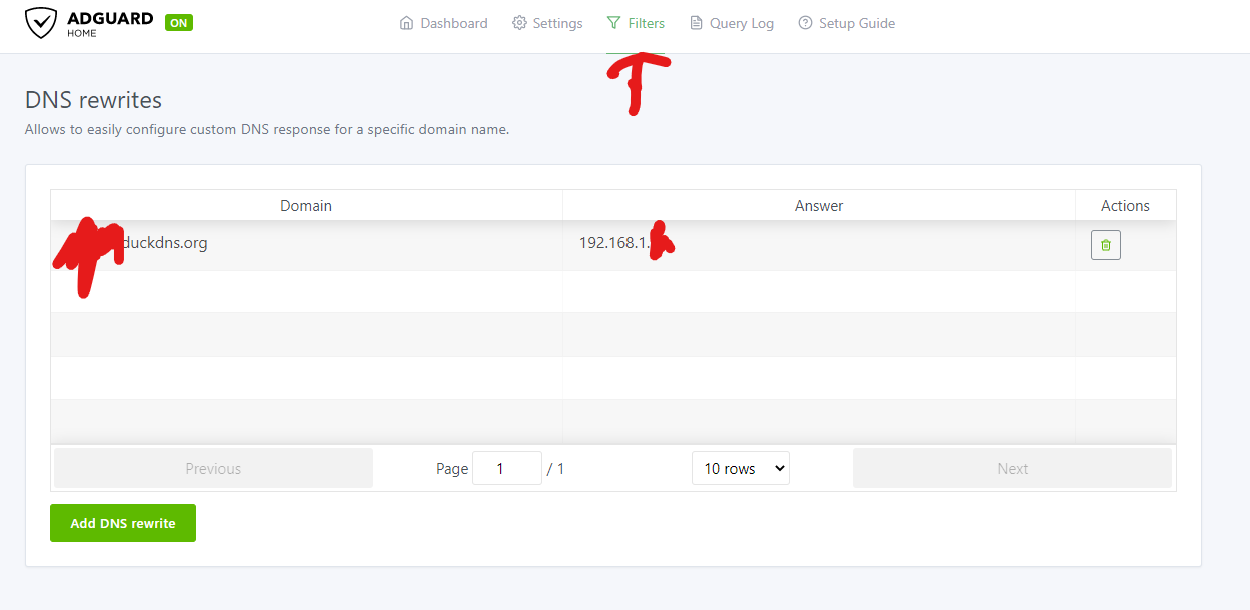 ADGUARD
HOME
ON
Dashboard
Settings
Filters
Query Log
Setup Guide
DNS rewrites
Allows to easily configure custom DNS response for a specific domain name.
Domain Answer Actions
duckdns.org 192.168.1.
Previous Page 1 / 1 10 rows Next
Add DNS rewrite